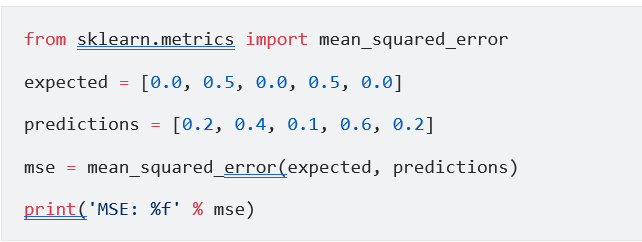 from sklearn.metrics import mean_squared_error
expected = [0.0, 0.5, 0.0, 0.5, 0.0]
predictions = [0.2, 0.4, 0.1, 0.6, 0.2]
mse = mean_squared_error(expected, predictions)
print('MSE: %f' % mse)